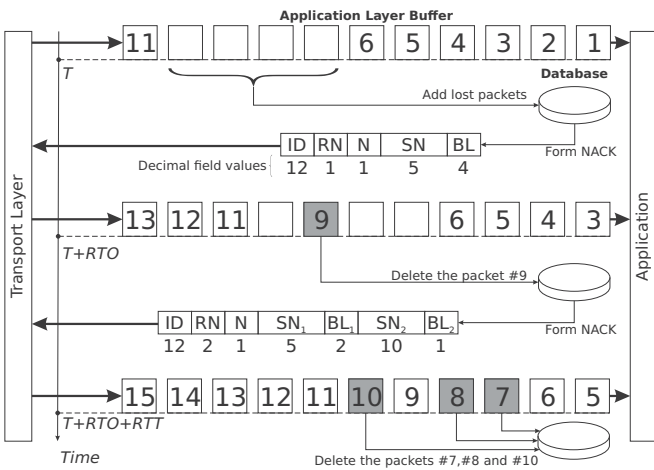 Application Layer Buffer
11 6 5 4 3 2 1
T
Database
Add lost packets
ID RN N SN BL
Form NACK
Decimal field values
12 1 1 5 4
Transport Layer
Application
13 12 11 9 6 5 4 3
T+RTO
Delete the packet #9
ID RN N SN1 BL1 SN2 BL2
Form NACK
12 2 1 5 2 10 1
15 14 13 12 11 10 9 8 7 6 5
T+RTO+RTT
Time
Delete the packets #7,#8 and #10